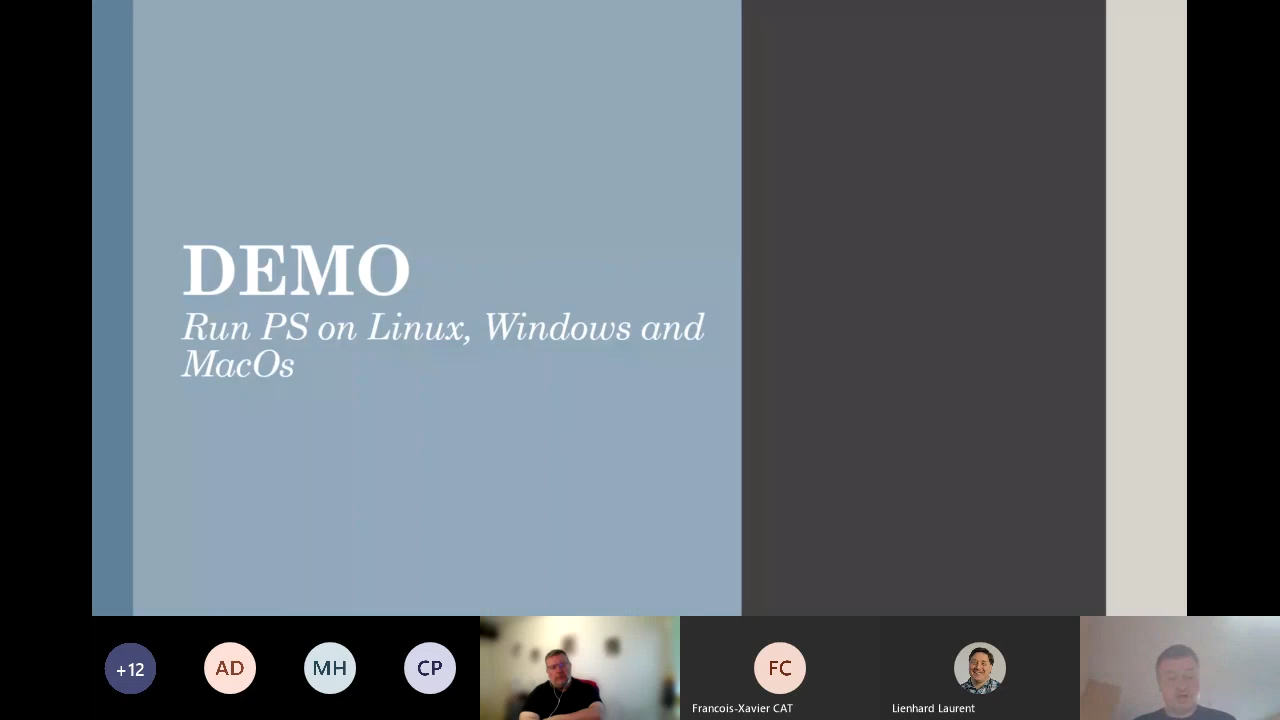 DEMO
Run PS on Linux, Windows and
MacOs
+12
AD
MH
CP
FC
Francois-Xavier CAT
Lienhard Laurent